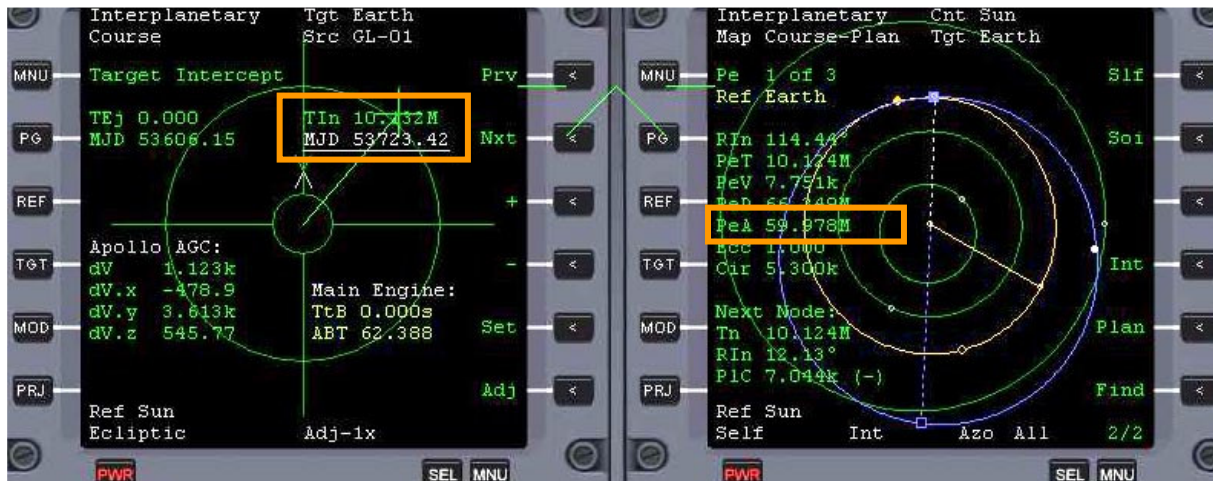 Interplanetary Tgt Earth
Course Src GL-01
MNU Target Intercept Prv <
TEj 0.000 TIn 10.132M
PG MJD 53606.15 MJD 53723.42 Nxt <
REF + <
Apollo AGC:
TGT dV 1.123k - <
dV.x -478.9 Main Engine:
MOD dV.y 3.613k TtB 0.000s Set <
dV.z 545.77 ABT 62.388
PRJ Adj <
Ref Sun
Ecliptic Adj-1x
PWR SEL MNU
Interplanetary Cnt Sun
Map Course-Plan Tgt Earth
MNU Pe 1 of 3 Slf <
Ref Earth
PG RIn 114.44 Soi <
PeT 10.124M
PeV 7.751k
REF <
PeA 59.978M
Ecc 1.000
TGT Cir 5.300k Int <
Next Node:
MOD Tn 10.124M Plan <
RIn 12.13°
PlC 7.044k (-)
PRJ Find <
Ref Sun
Self Int Azo All 2/2
PWR SEL MNU